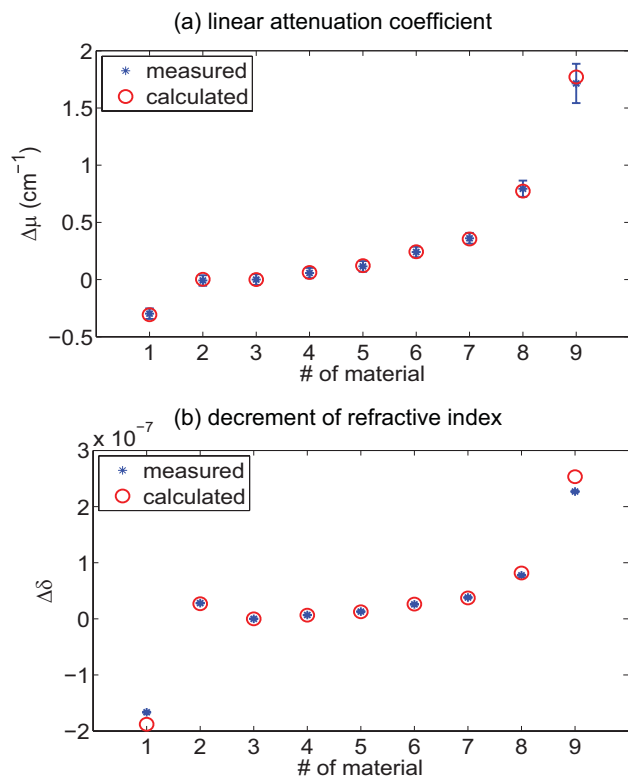 (a) linear attenuation coefficient
2
measured
calculated
1.5
1
0.5
0
−0.5
Δμ (cm⁻¹)
1 2 3 4 5 6 7 8 9
# of material
(b) decrement of refractive index
x 10⁻⁷
3
measured
calculated
2
1
0
−1
−2
Δδ
1 2 3 4 5 6 7 8 9
# of material